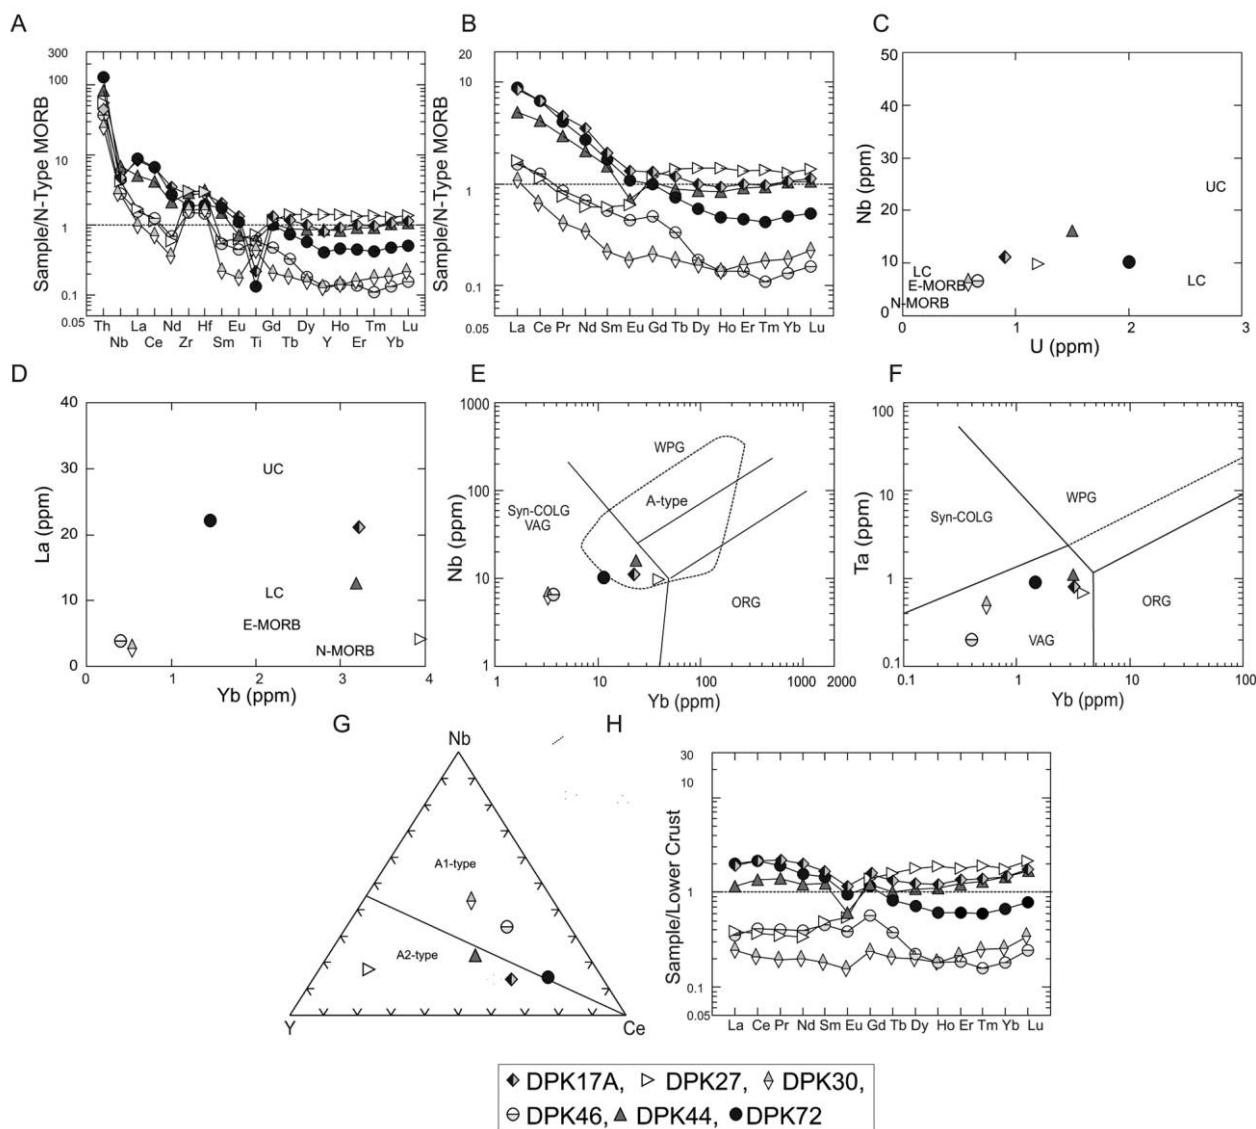 A
Sample/N-Type MORB
300
100
10
1
0.1
0.05
Th La Nd Hf Eu Gd Dy Ho Tm Lu
Nb Ce Zr Sm Ti Tb Y Er Yb
B
Sample/N-Type MORB
20
10
1
0.1
0.05
La Ce Pr Nd Sm Eu Gd Tb Dy Ho Er Tm Yb Lu
C
Nb (ppm)
50
40
30
20
10
0
UC
LC
E-MORB
N-MORB
LC
0 1 2 3
U (ppm)
D
La (ppm)
40
30
20
10
0
UC
LC
E-MORB
N-MORB
0 1 2 3 4
Yb (ppm)
E
Nb (ppm)
1000
100
10
1
WPG
A-type
Syn-COLG
VAG
ORG
1 10 100 1000 2000
Yb (ppm)
F
Ta (ppm)
100
10
1
0.1
WPG
Syn-COLG
ORG
VAG
0.1 1 10 100
Yb (ppm)
G
Nb
A1-type
A2-type
Y
Ce
H
Sample/Lower Crust
30
10
1
0.1
0.05
La Ce Pr Nd Sm Eu Gd Tb Dy Ho Er Tm Yb Lu
DPK17A, DPK27, DPK30,
DPK46, DPK44, DPK72